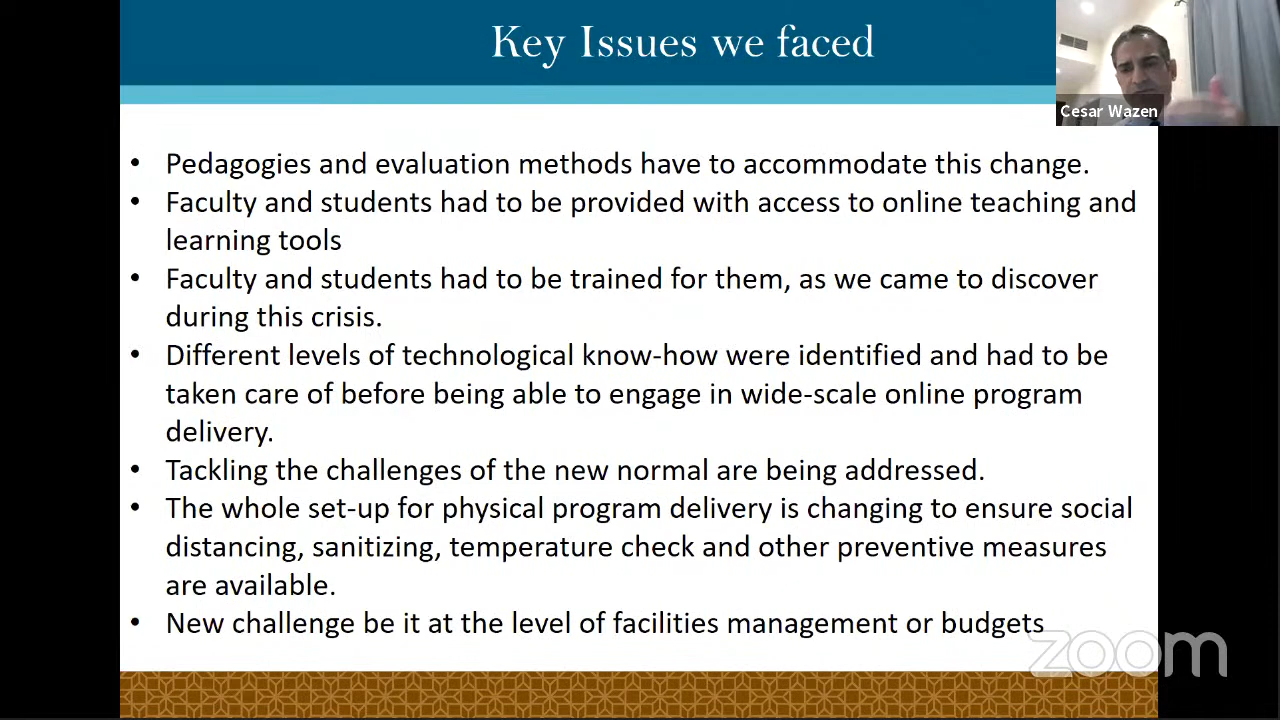 Key Issues we faced
Cesar Wazen
• Pedagogies and evaluation methods have to accommodate this change.
• Faculty and students had to be provided with access to online teaching and
learning tools
• Faculty and students had to be trained for them, as we came to discover
during this crisis.
• Different levels of technological know-how were identified and had to be
taken care of before being able to engage in wide-scale online program
delivery.
• Tackling the challenges of the new normal are being addressed.
• The whole set-up for physical program delivery is changing to ensure social
distancing, sanitizing, temperature check and other preventive measures
are available.
• New challenge be it at the level of facilities management or budgets
zoom